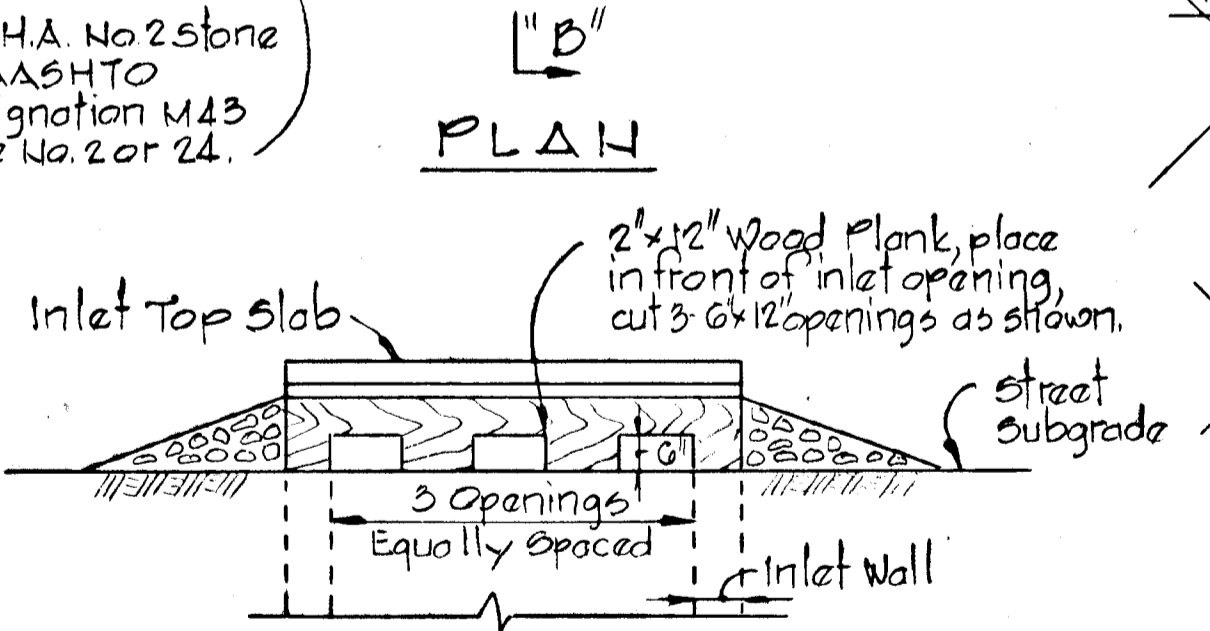 H.A. No. 2 Stone
AASHTO
ignation M43
e No. 2 or 24.
"B"
PLAN
2"x12" Wood Plank, place
in front of inlet opening,
cut 3-6"x12" openings as shown.
Inlet Top Slab
Street
Subgrade
6"
3 Openings
Equally Spaced
Inlet Wall